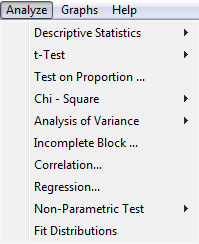 Analyze Graphs Help
Descriptive Statistics
t-Test
Test on Proportion ...
Chi - Square
Analysis of Variance
Incomplete Block ...
Correlation...
Regression...
Non-Parametric Test
Fit Distributions